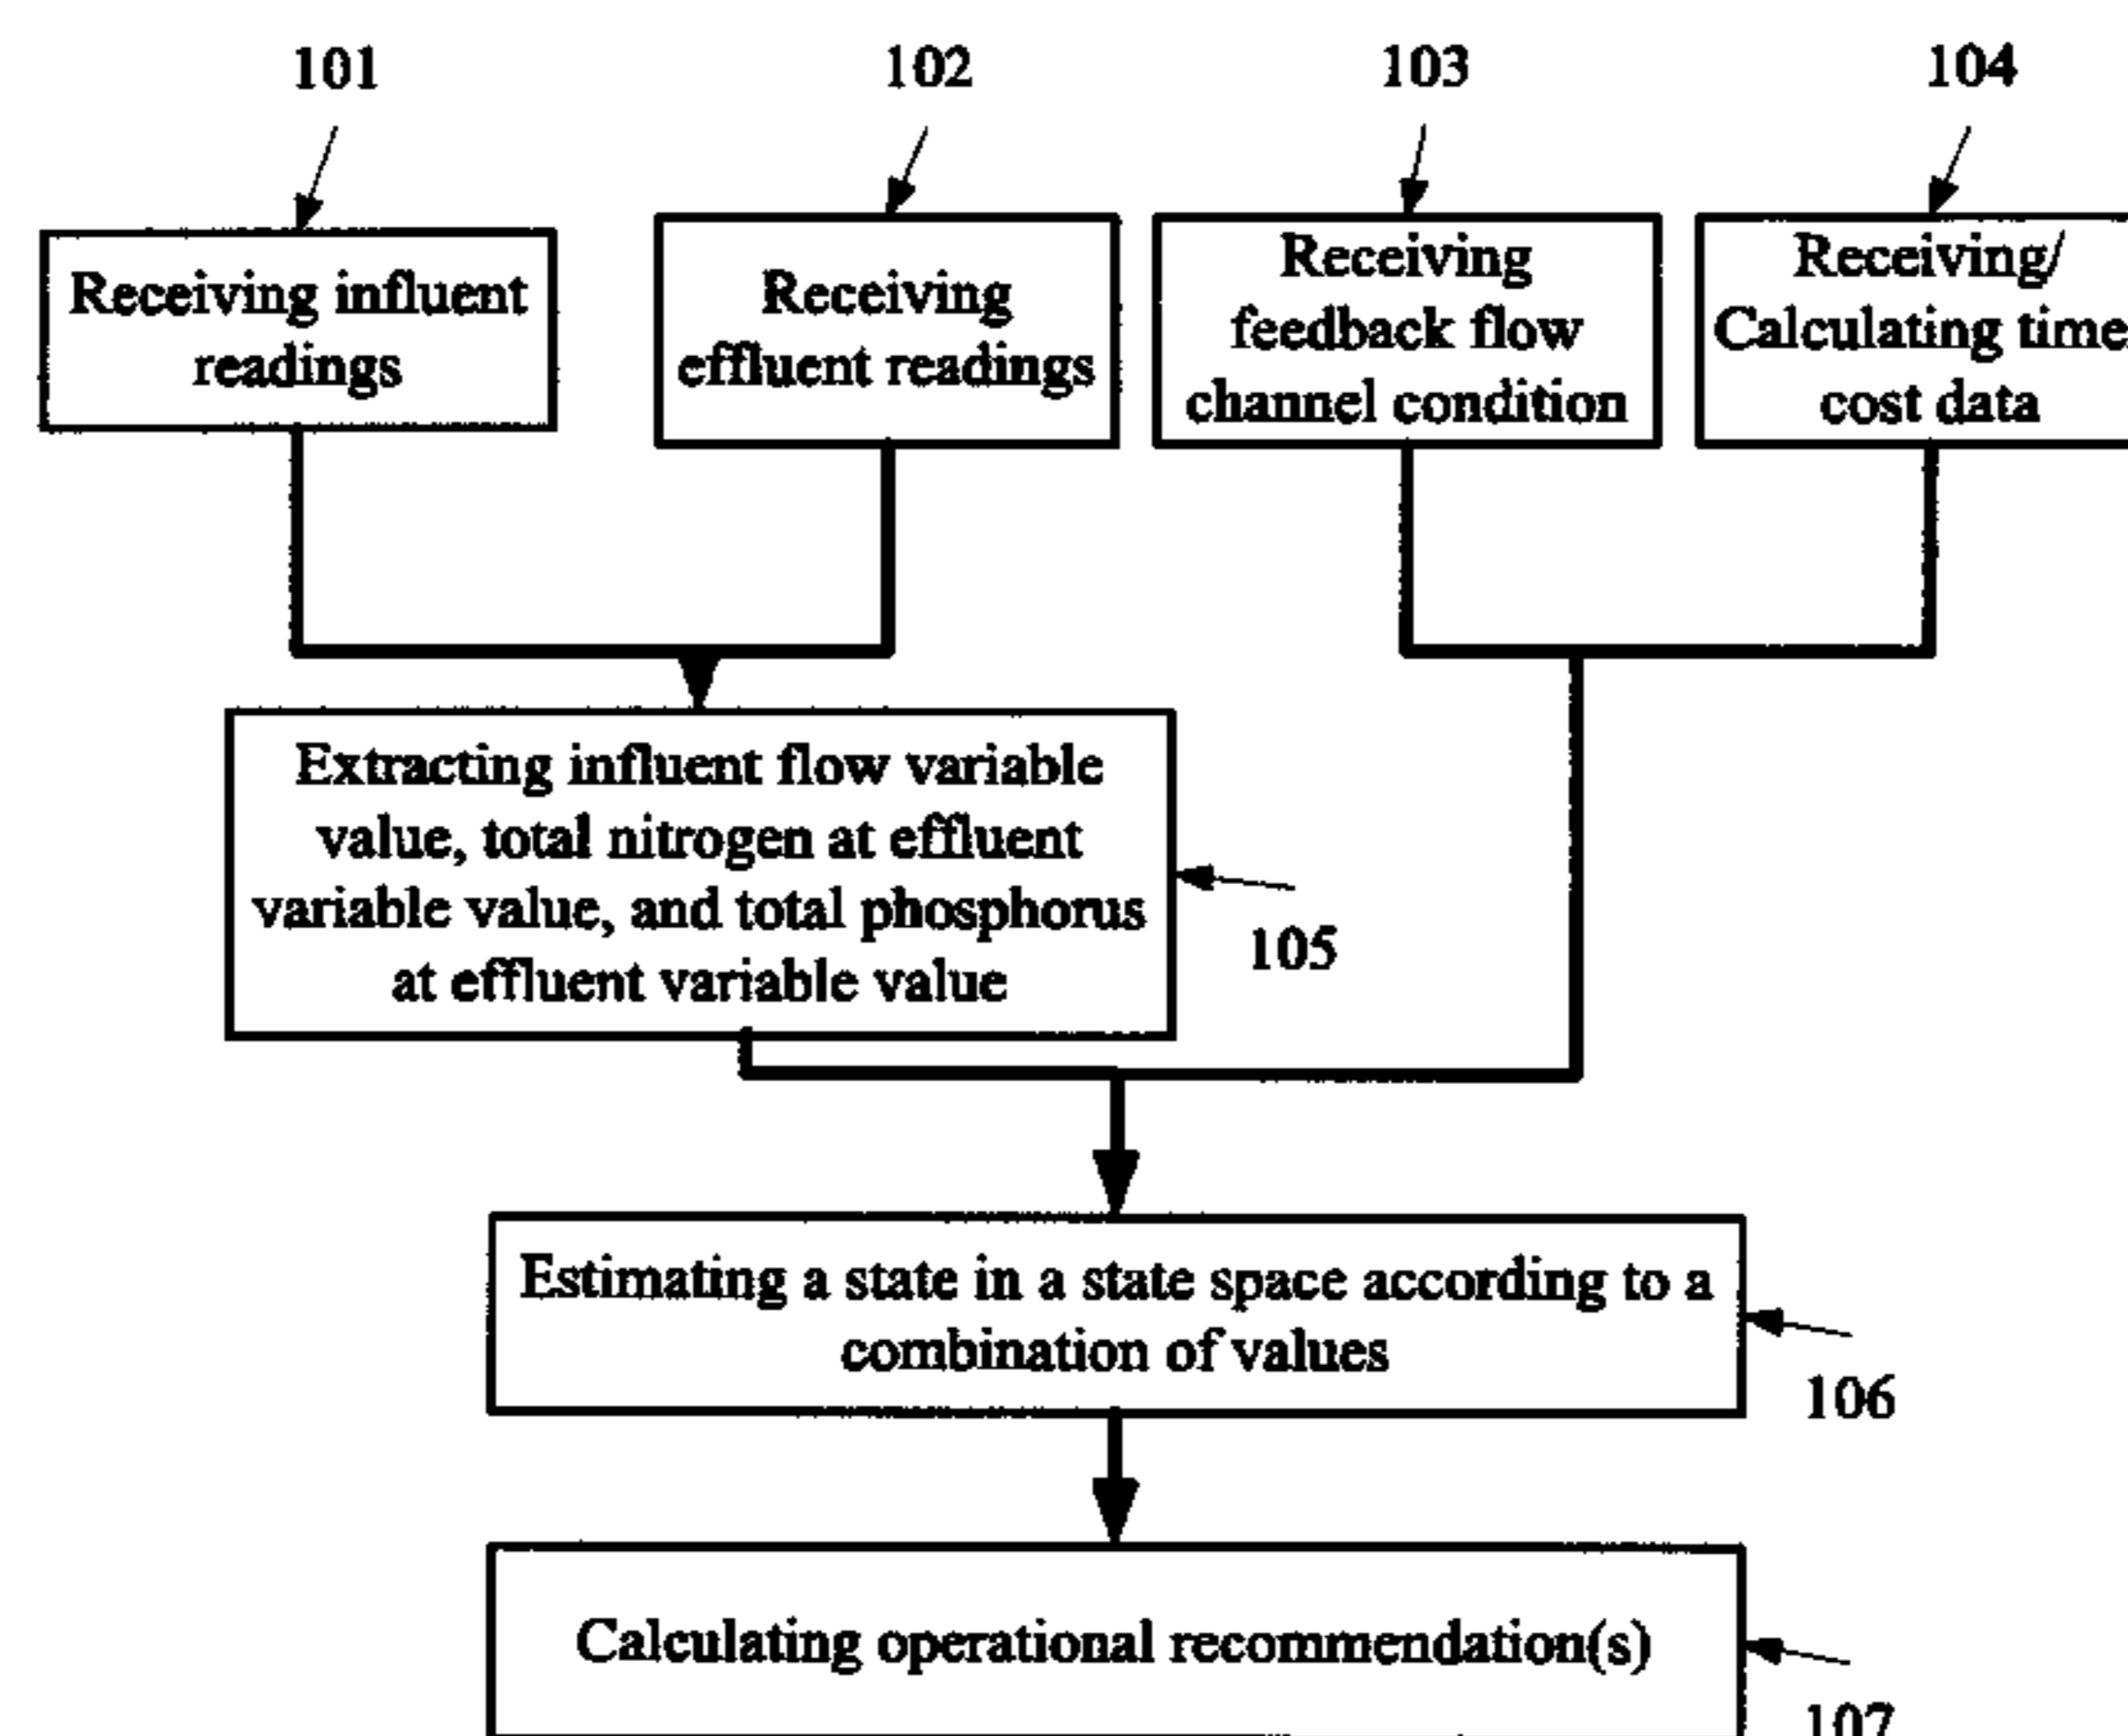 101
102
103
104
Receiving influent
readings
Receiving
effluent readings
Receiving
feedback flow
channel condition
Receiving/
Calculating time
cost data
Extracting influent flow variable
value, total nitrogen at effluent
variable value, and total phosphorus
at effluent variable value
105
Estimating a state in a state space according to a
combination of values
106
Calculating operational recommendation(s)
107